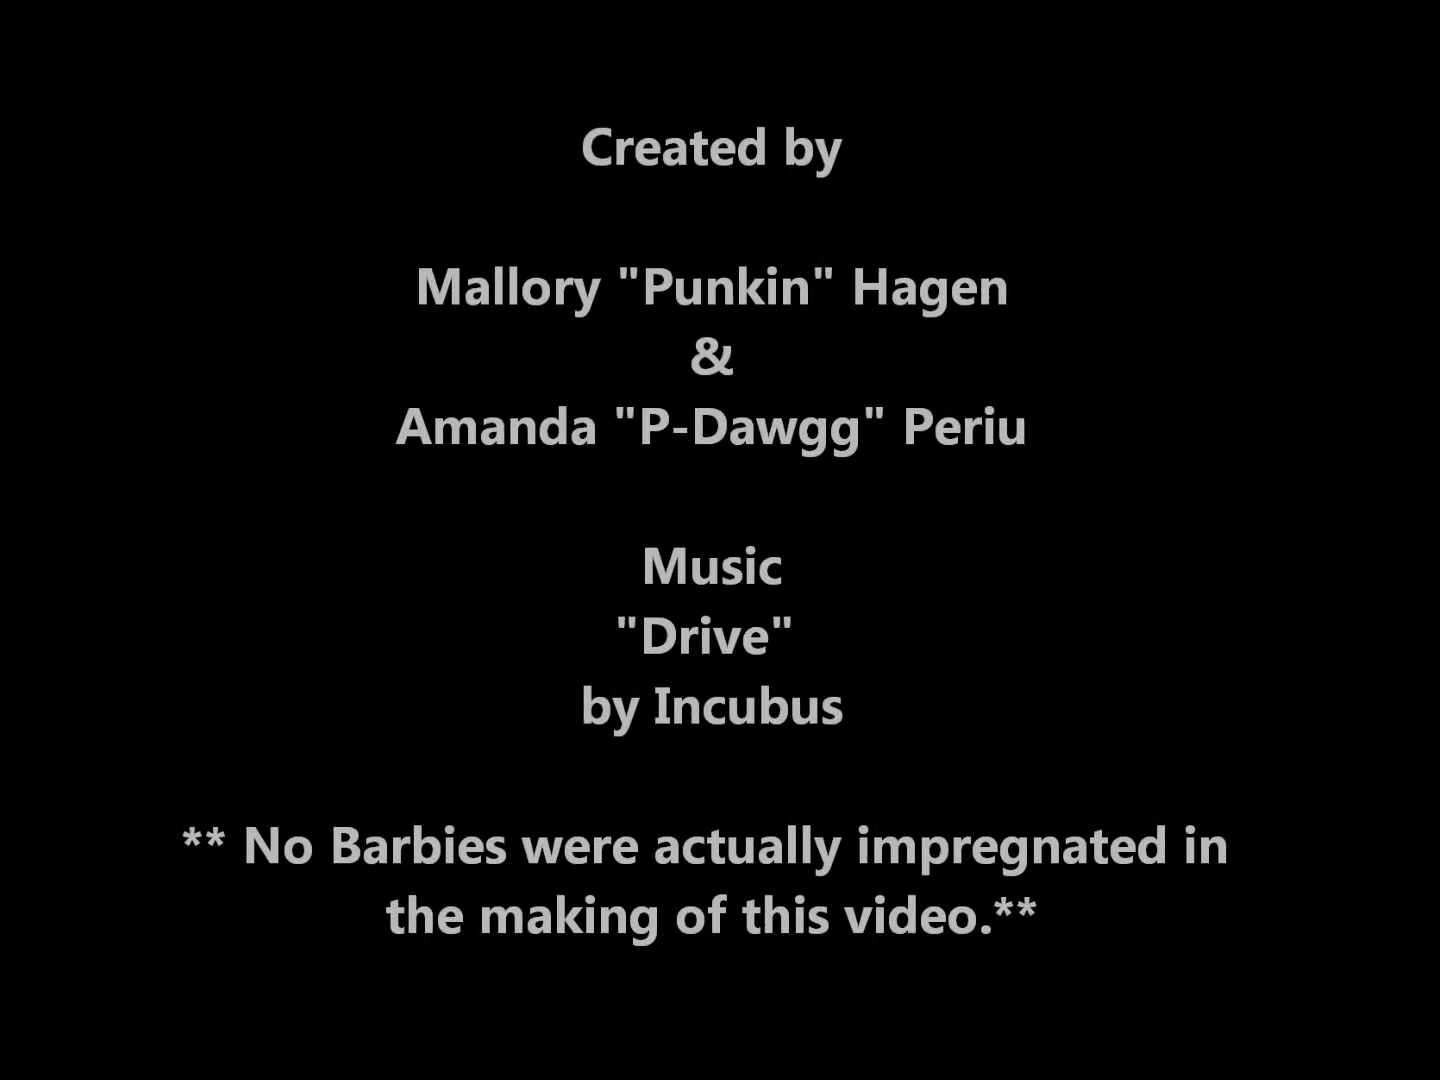 Created by
Mallory "Punkin" Hagen
&
Amanda "P-Dawgg" Periu
Music
"Drive"
by Incubus
** No Barbies were actually impregnated in
the making of this video.**